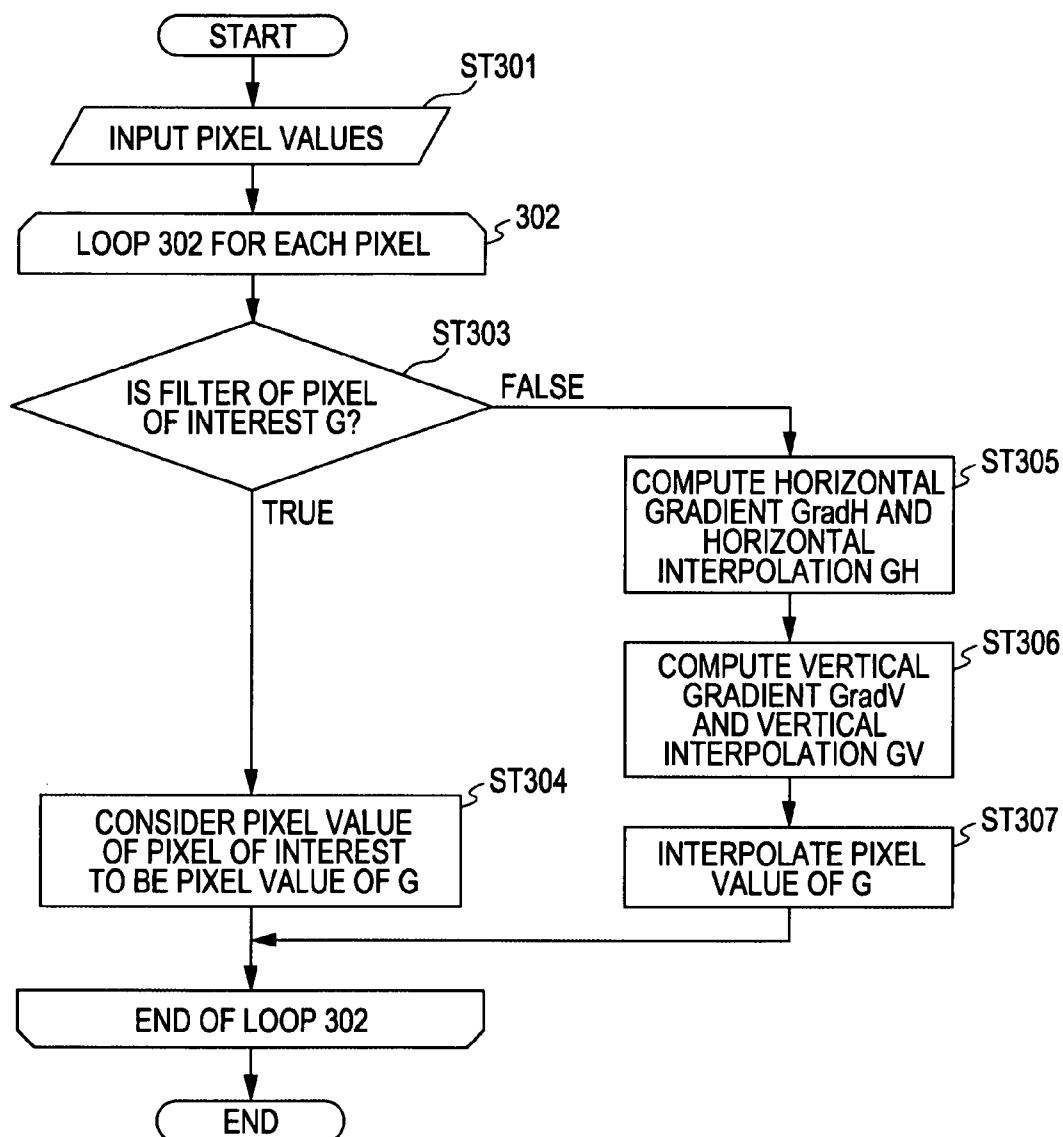 START
ST301
INPUT PIXEL VALUES
302
LOOP 302 FOR EACH PIXEL
ST303
IS FILTER OF PIXEL
OF INTEREST G?
FALSE
TRUE
ST305
COMPUTE HORIZONTAL
GRADIENT GradH AND
HORIZONTAL
INTERPOLATION GH
ST306
COMPUTE VERTICAL
GRADIENT GradV
AND VERTICAL
INTERPOLATION GV
ST304
CONSIDER PIXEL VALUE
OF PIXEL OF INTEREST
TO BE PIXEL VALUE OF G
ST307
INTERPOLATE PIXEL
VALUE OF G
END OF LOOP 302
END